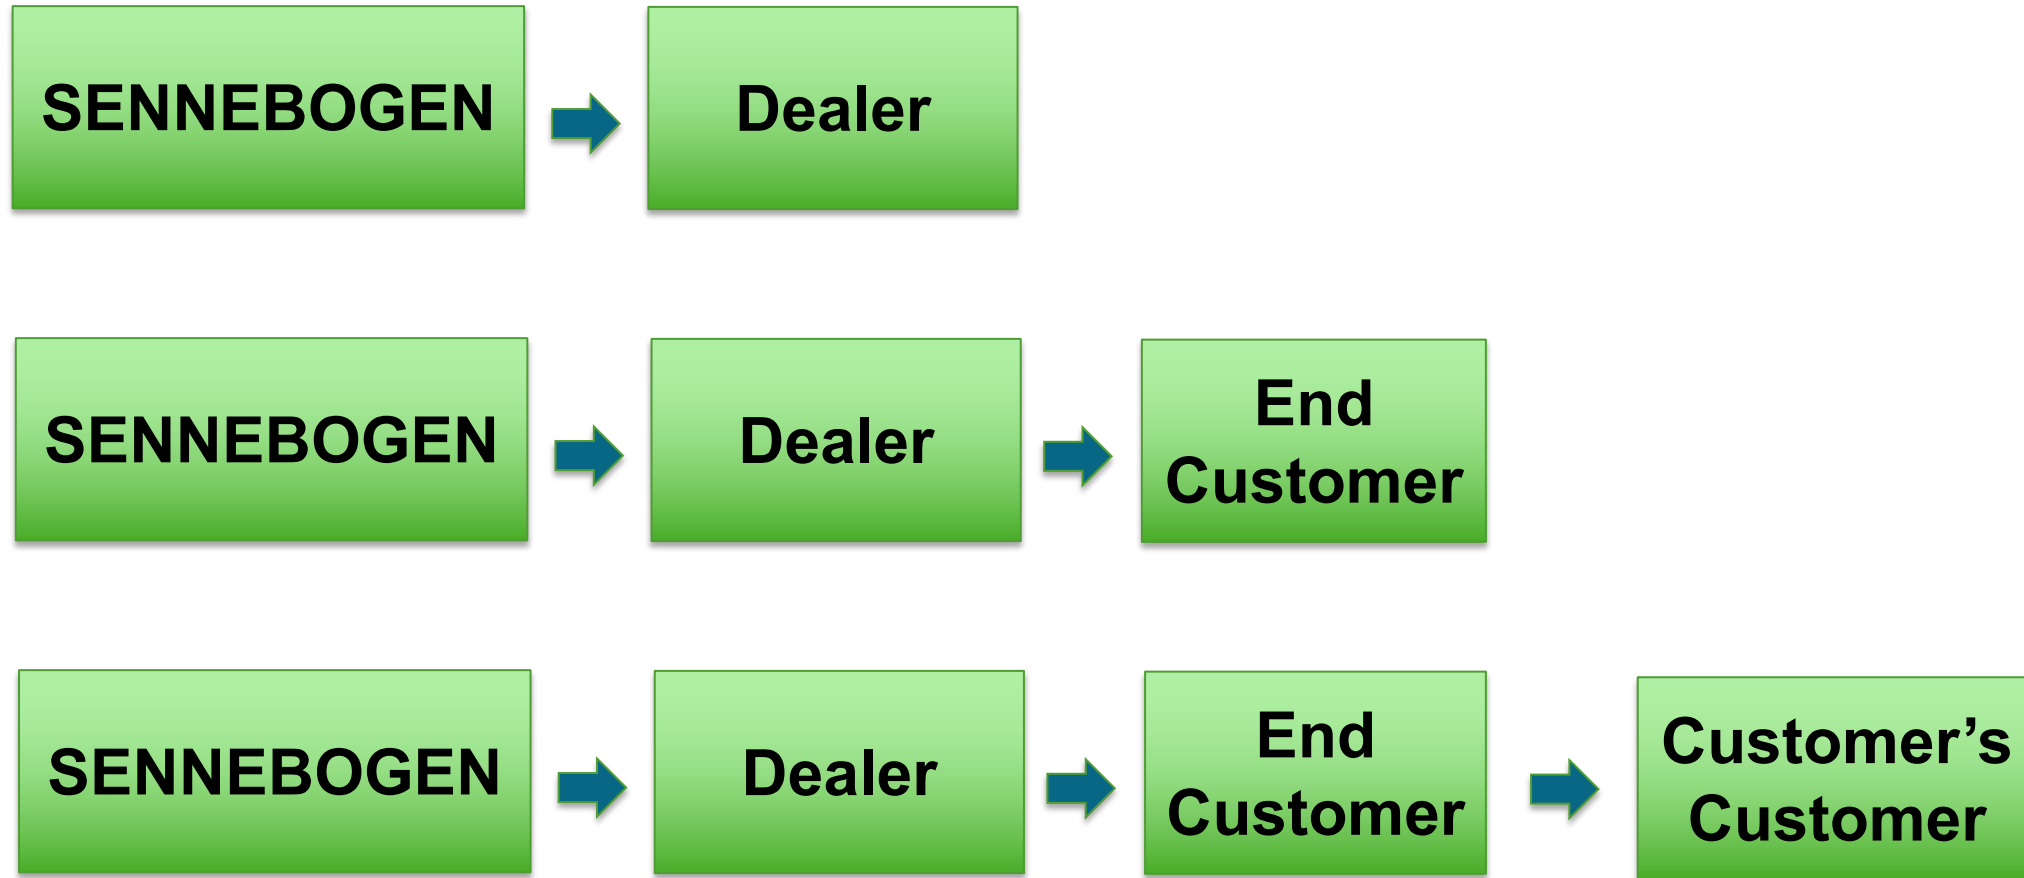 SENNEBOGEN
Dealer
SENNEBOGEN
Dealer
End
Customer
SENNEBOGEN
Dealer
End
Customer
Customer’s
Customer